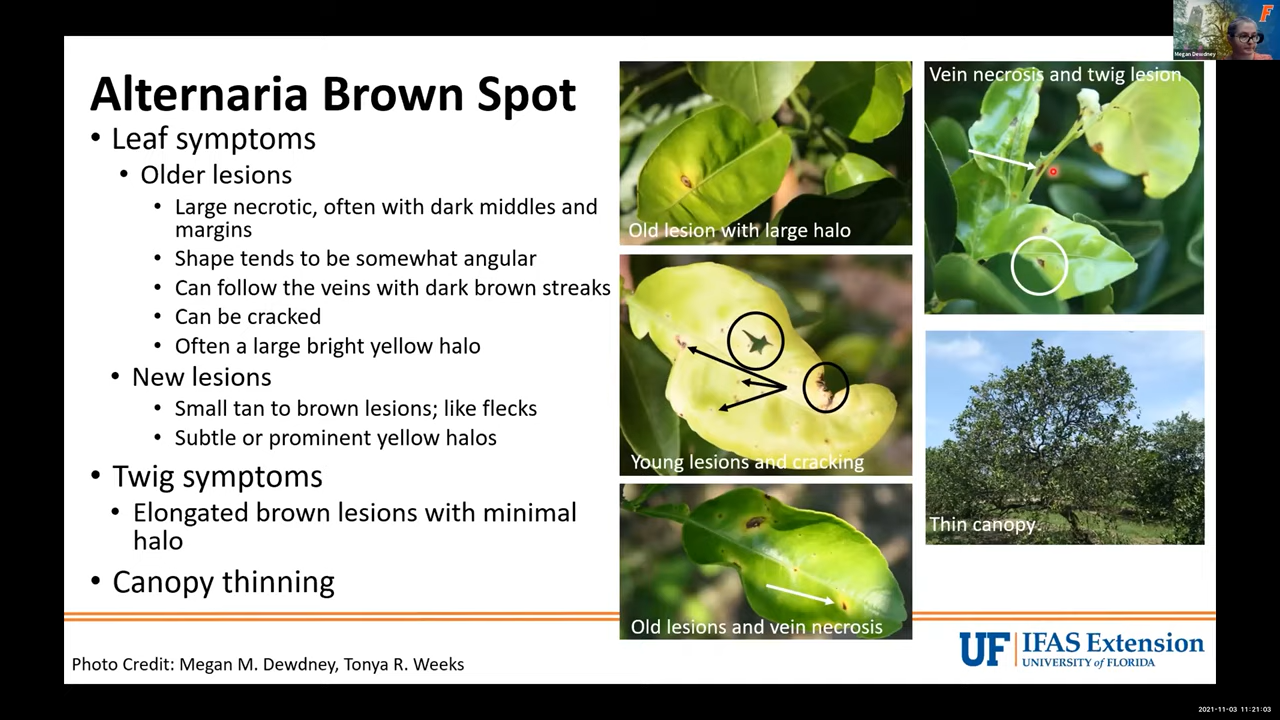 Alternaria Brown Spot
• Leaf symptoms
• Older lesions
• Large necrotic, often with dark middles and
margins
• Shape tends to be somewhat angular
• Can follow the veins with dark brown streaks
• Can be cracked
• Often a large bright yellow halo
• New lesions
• Small tan to brown lesions; like flecks
• Subtle or prominent yellow halos
• Twig symptoms
• Elongated brown lesions with minimal
halo
• Canopy thinning
Photo Credit: Megan M. Dewdney, Tonya R. Weeks
Old lesion with large halo
Young lesions and cracking
Old lesions and vein necrosis
Vein necrosis and twig lesion
Thin canopy.
UF IFAS Extension
UNIVERSITY of FLORIDA
F
Megan Dewdney
2021-11-03 11:21:03